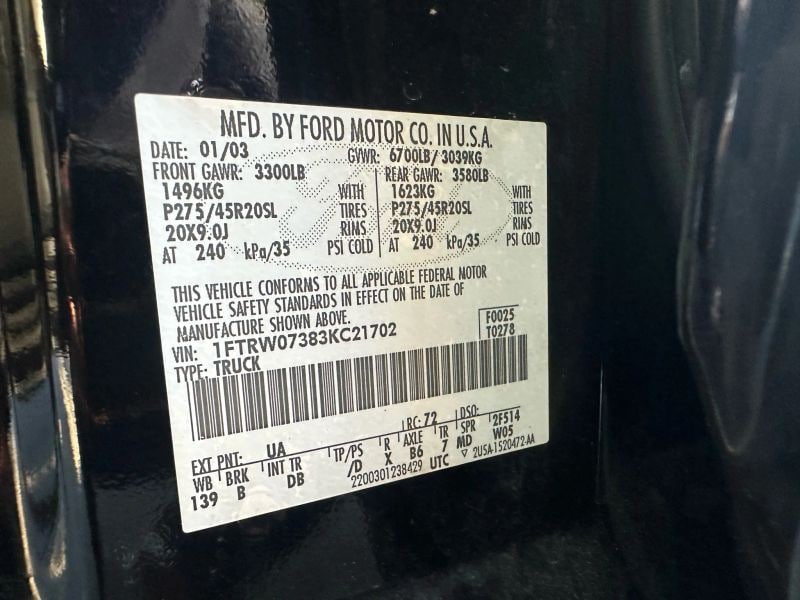 MFD. BY FORD MOTOR CO. IN U.S.A.
DATE: 01/03 GVWR: 6700LB/ 3039KG
FRONT GAWR: 3300LB REAR GAWR: 3580LB
1496KG WITH 1623KG WITH
P275/45R20SL TIRES P275/45R20SL TIRES
20X9.0J RIMS 20X9.0J RIMS
AT 240 kPa/35 PSI COLD AT 240 kPa/35 PSI COLD
THIS VEHICLE CONFORMS TO ALL APPLICABLE FEDERAL MOTOR
VEHICLE SAFETY STANDARDS IN EFFECT ON THE DATE OF
MANUFACTURE SHOWN ABOVE.
F0025
VIN: 1FTRW07383KC21702 T0278
TYPE: TRUCK
EXT PNT: UA RC: 72 DSO: 2F514
WB BRK INT TR TP/PS R AXLE TR SPR W05
139 B DB /D X B6 7 MD
2200301238429 UTC ▽ 2USA-1520472-AA